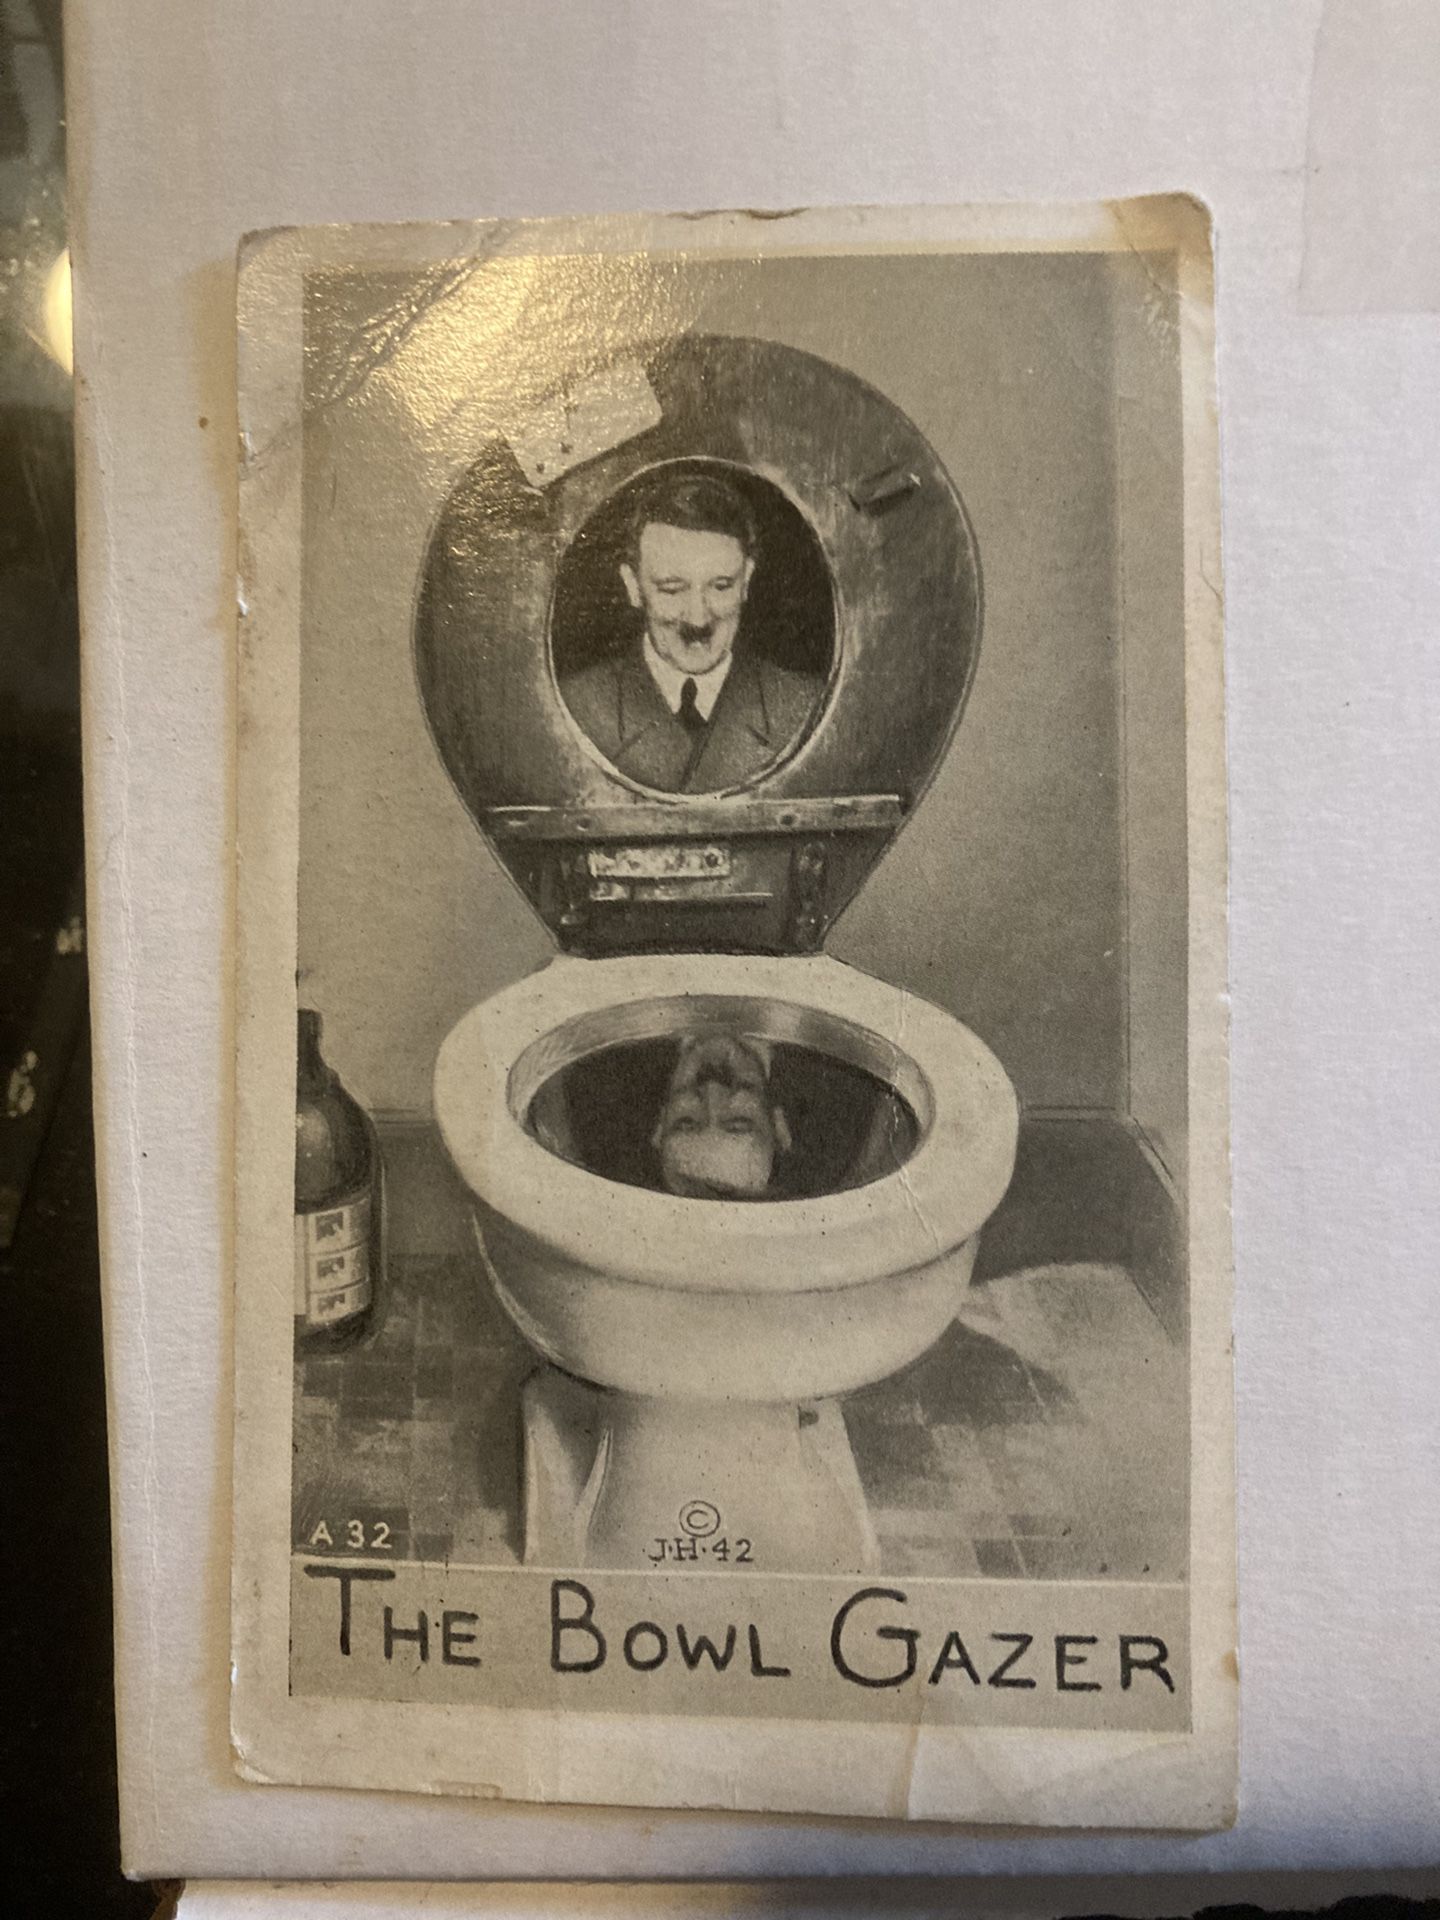 A 32
©
J·H·42
THE BOWL GAZER